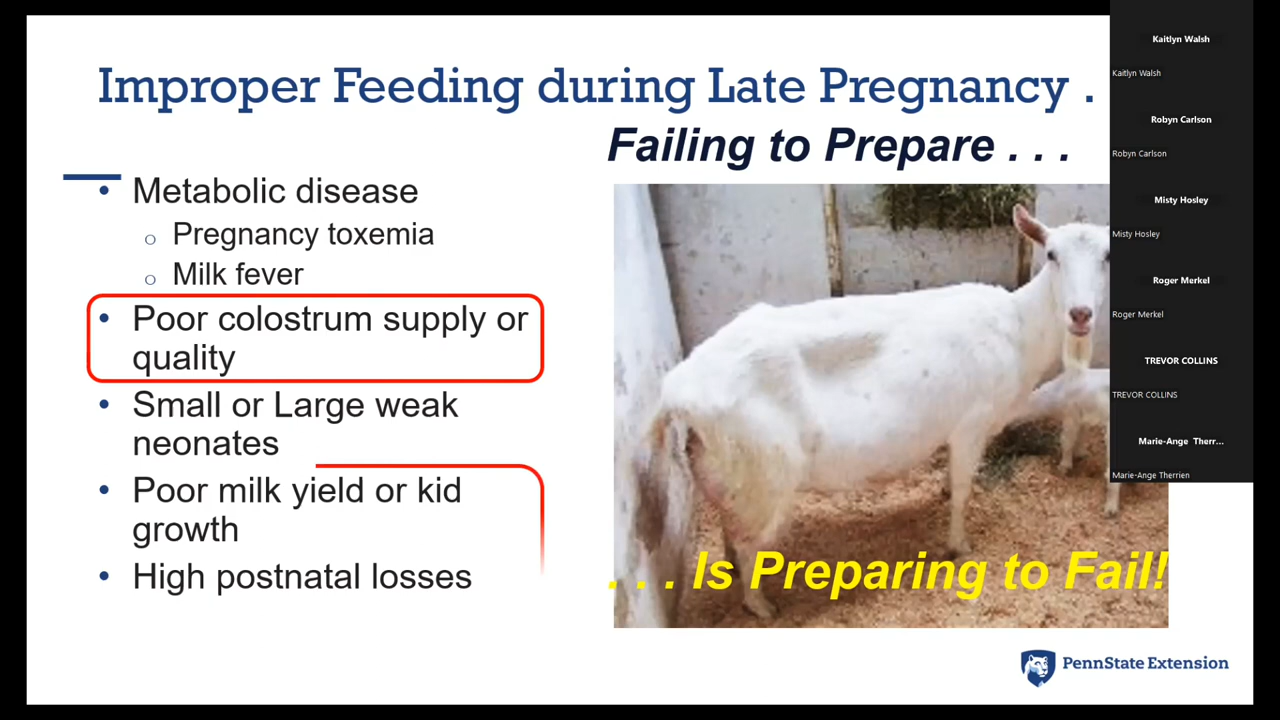 Improper Feeding during Late Pregnancy .
Failing to Prepare . . .
• Metabolic disease
o Pregnancy toxemia
o Milk fever
• Poor colostrum supply or
quality
• Small or Large weak
neonates
• Poor milk yield or kid
growth
• High postnatal losses
. . . Is Preparing to Fail!
PennState Extension
Kaitlyn Walsh
Kaitlyn Walsh
Robyn Carlson
Robyn Carlson
Misty Hosley
Misty Hosley
Roger Merkel
Roger Merkel
TREVOR COLLINS
TREVOR COLLINS
Marie-Ange Therr...
Marie-Ange Therrien